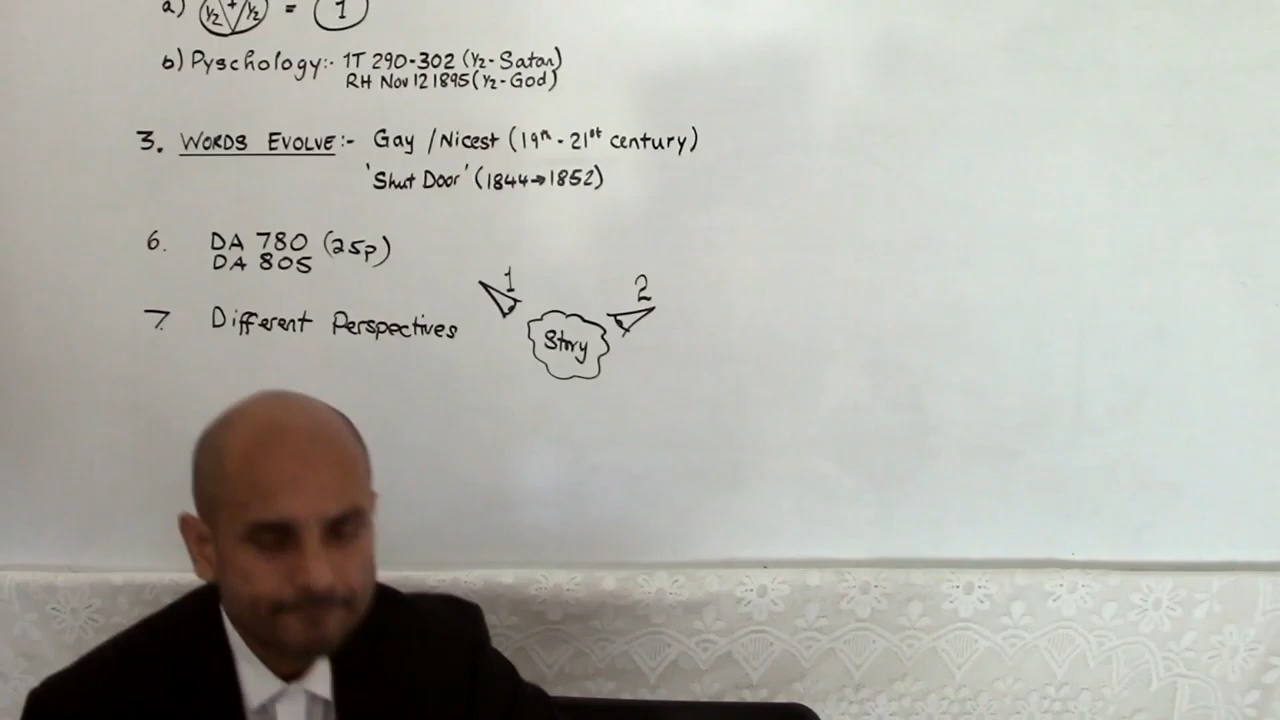 a) 1/2 + 1/2 = 1
b) Pyschology:- 1T 290-302 (1/2-Satan)
RH Nov 12 1895 (1/2-God)
3. WORDS EVOLVE:- Gay / Nicest (19th - 21st century)
'Shut Door' (1844→1852)
6. DA 780 (25p)
DA 805
1 2
7. Different Perspectives
Story